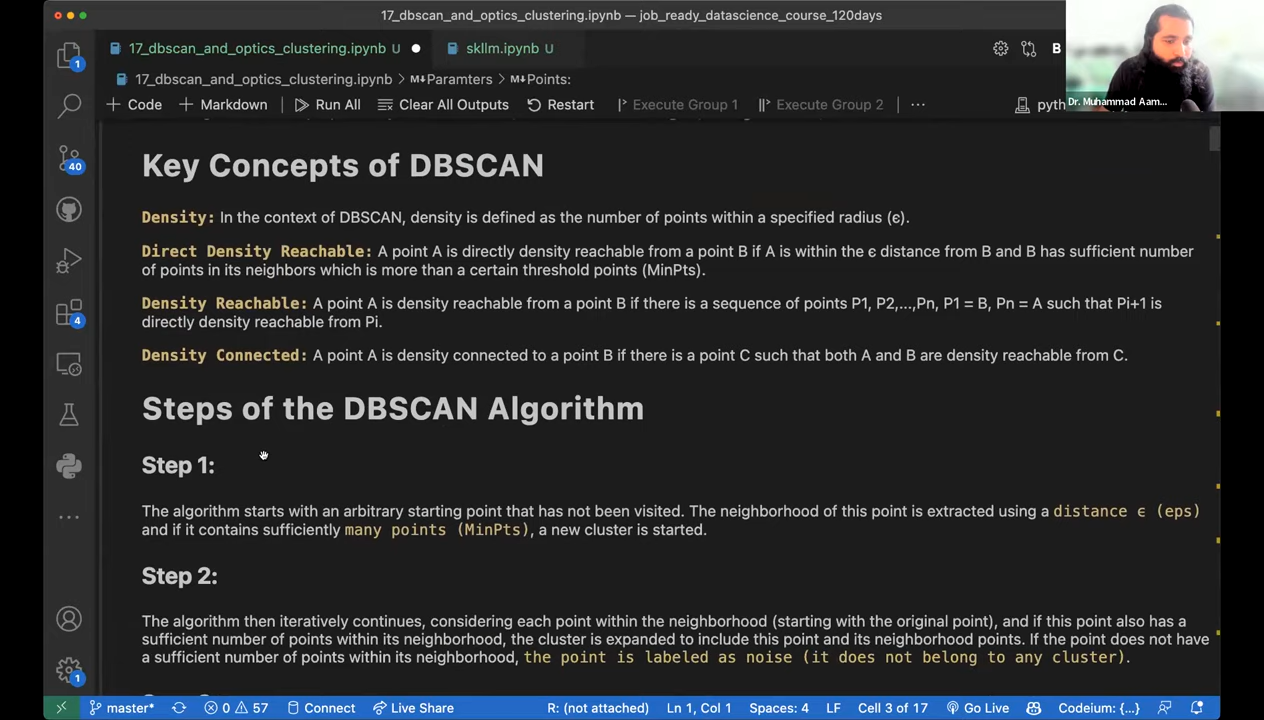 17_dbscan_and_optics_clustering.ipynb — job_ready_datascience_course_120days
17_dbscan_and_optics_clustering.ipynb U
skllm.ipynb U
B
17_dbscan_and_optics_clustering.ipynb > Paramters > Points:
+ Code + Markdown Run All Clear All Outputs Restart Execute Group 1 Execute Group 2 ...
Dr. Muhammad Aam...
1
40
4
1
Key Concepts of DBSCAN
Density: In the context of DBSCAN, density is defined as the number of points within a specified radius (ϵ).
Direct Density Reachable: A point A is directly density reachable from a point B if A is within the ϵ distance from B and B has sufficient number
of points in its neighbors which is more than a certain threshold points (MinPts).
Density Reachable: A point A is density reachable from a point B if there is a sequence of points P1, P2,...,Pn, P1 = B, Pn = A such that Pi+1 is
directly density reachable from Pi.
Density Connected: A point A is density connected to a point B if there is a point C such that both A and B are density reachable from C.
Steps of the DBSCAN Algorithm
Step 1:
The algorithm starts with an arbitrary starting point that has not been visited. The neighborhood of this point is extracted using a distance ϵ (eps)
and if it contains sufficiently many points (MinPts), a new cluster is started.
Step 2:
The algorithm then iteratively continues, considering each point within the neighborhood (starting with the original point), and if this point also has a
sufficient number of points within its neighborhood, the cluster is expanded to include this point and its neighborhood points. If the point does not have
a sufficient number of points within its neighborhood, the point is labeled as noise (it does not belong to any cluster).
master* 0 57 Connect Live Share R: (not attached) Ln 1, Col 1 Spaces: 4 LF Cell 3 of 17 Go Live Codeium: {...}